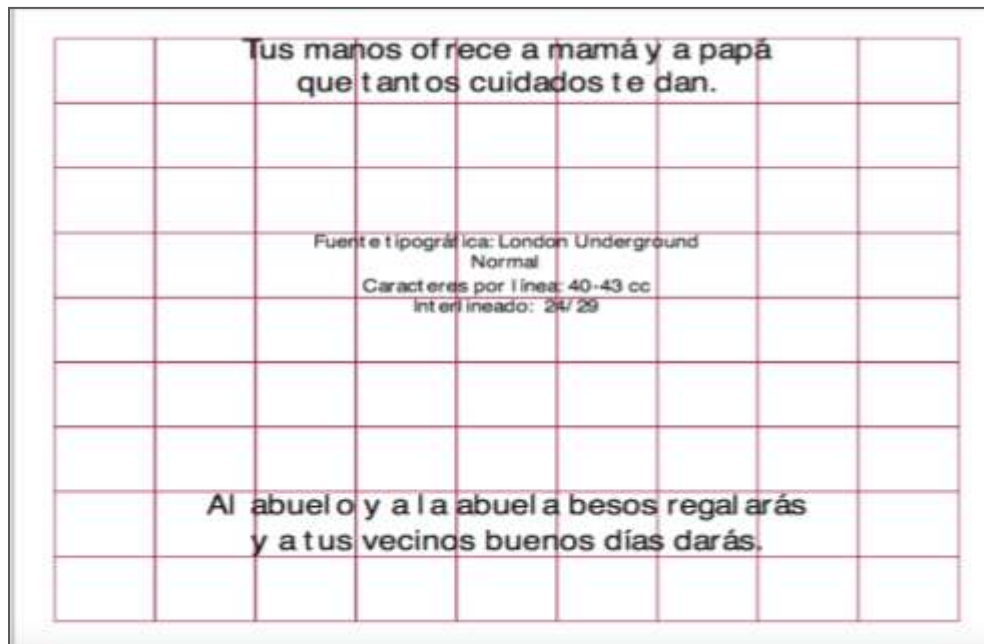 Tus manos ofrece a mamá y a papá
que tantos cuidados te dan.
Fuente tipográfica: London Underground
Normal
Caracteres por línea: 40-43 cc
Interlineado: 24/29
Al abuelo y a la abuela besos regalarás
y a tus vecinos buenos días darás.